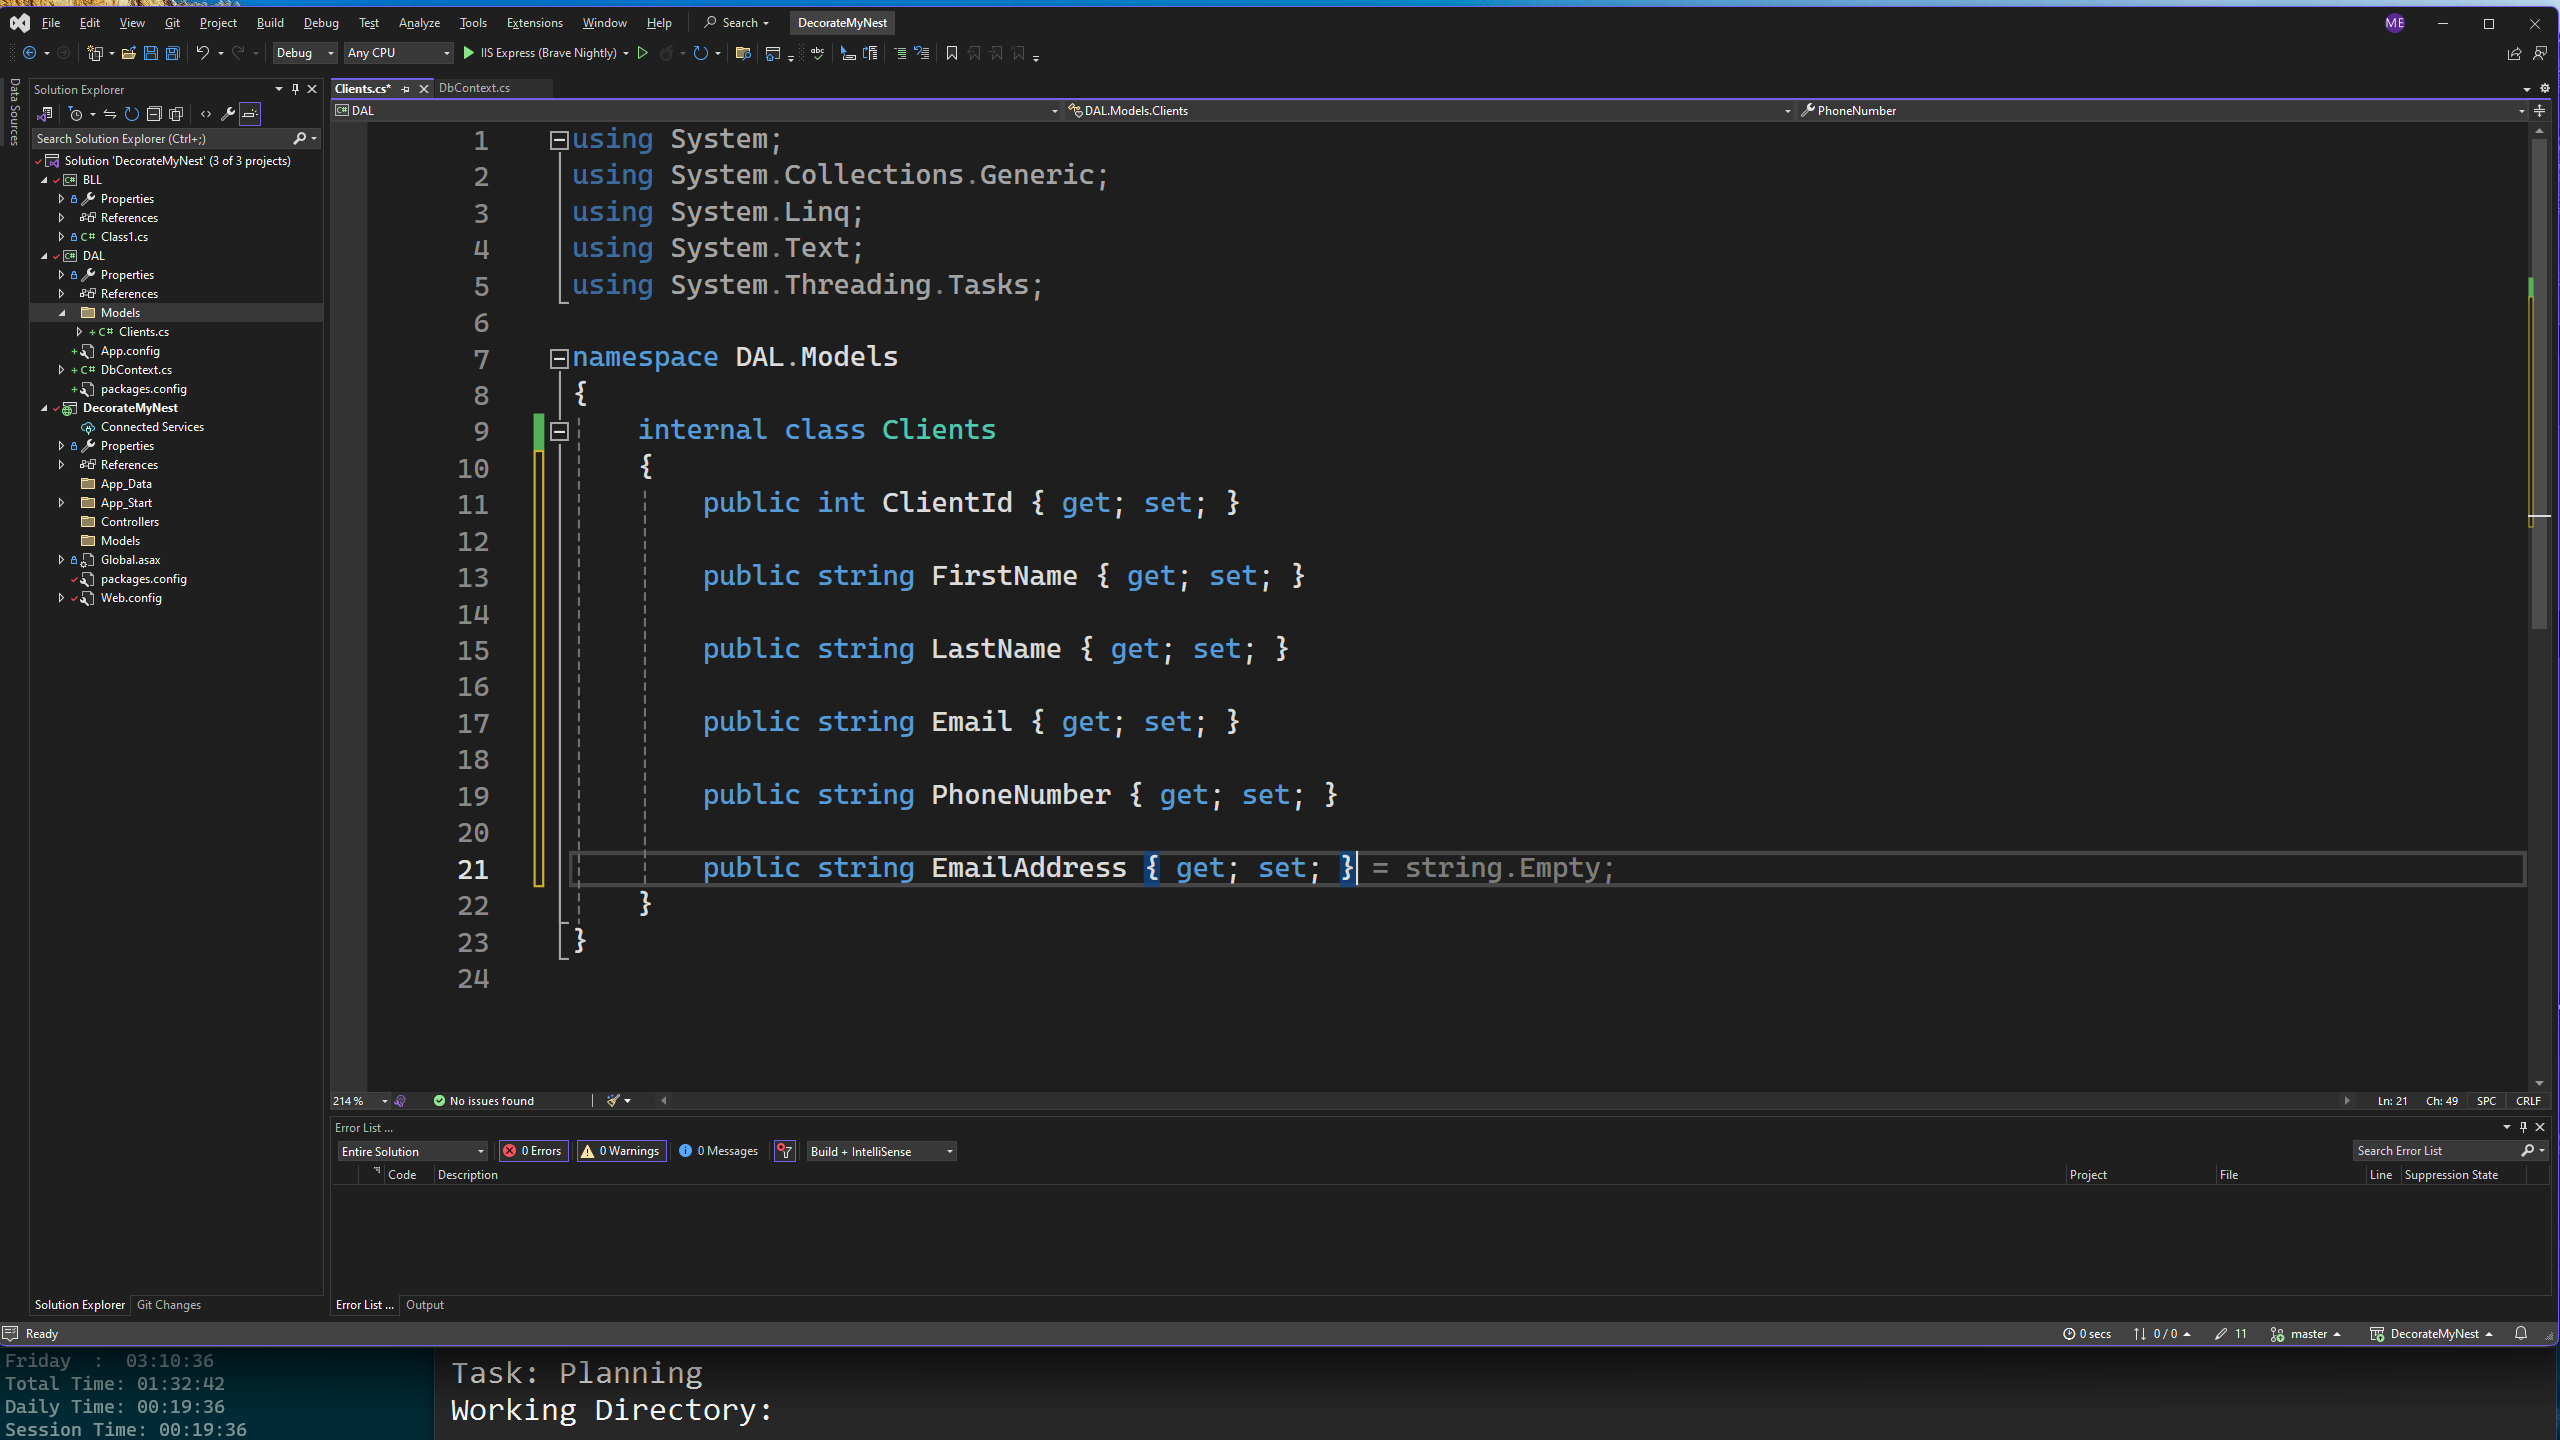 File Edit View Git Project Build Debug Test Analyze Tools Extensions Window Help Search DecorateMyNest ME
Debug Any CPU IIS Express (Brave Nightly) abc
Data Sources
Solution Explorer
Search Solution Explorer (Ctrl+;)
Solution 'DecorateMyNest' (3 of 3 projects)
BLL
Properties
References
C# Class1.cs
DAL
Properties
References
Models
C# Clients.cs
App.config
C# DbContext.cs
packages.config
DecorateMyNest
Connected Services
Properties
References
App_Data
App_Start
Controllers
Models
Global.asax
packages.config
Web.config
Solution Explorer Git Changes
Clients.cs* DbContext.cs
C# DAL DAL.Models.Clients PhoneNumber
1 using System;
2 using System.Collections.Generic;
3 using System.Linq;
4 using System.Text;
5 using System.Threading.Tasks;
6
7 namespace DAL.Models
8 {
9 internal class Clients
10 {
11 public int ClientId { get; set; }
12
13 public string FirstName { get; set; }
14
15 public string LastName { get; set; }
16
17 public string Email { get; set; }
18
19 public string PhoneNumber { get; set; }
20
21 public string EmailAddress { get; set; } = string.Empty;
22 }
23 }
24
214 % No issues found Ln: 21 Ch: 49 SPC CRLF
Error List ...
Entire Solution 0 Errors 0 Warnings 0 Messages Build + IntelliSense Search Error List
Code Description Project File Line Suppression State
Error List ... Output
Ready 0 secs 0 / 0 11 master DecorateMyNest
Friday : 03:10:36
Total Time: 01:32:42
Daily Time: 00:19:36
Session Time: 00:19:36
Task: Planning
Working Directory: